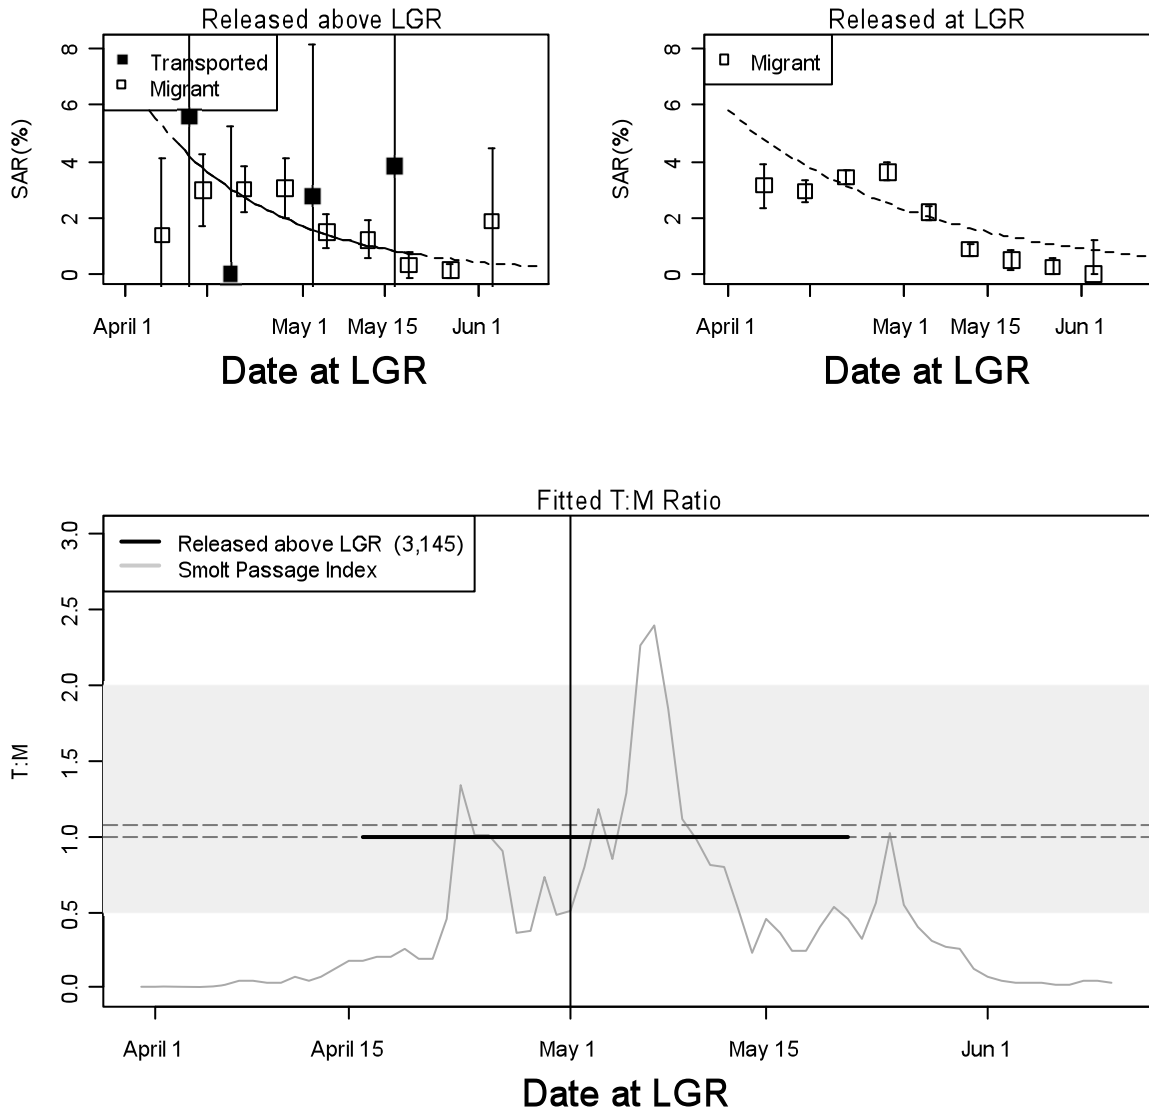 Released above LGR
Transported
Migrant
SAR(%)
8
6
4
2
0
April 1
May 1
May 15
Jun 1
Date at LGR
Released at LGR
Migrant
SAR(%)
8
6
4
2
0
April 1
May 1
May 15
Jun 1
Date at LGR
Fitted T:M Ratio
Released above LGR (3,145)
Smolt Passage Index
T:M
3.0
2.5
2.0
1.5
1.0
0.5
0.0
April 1
April 15
May 1
May 15
Jun 1
Date at LGR